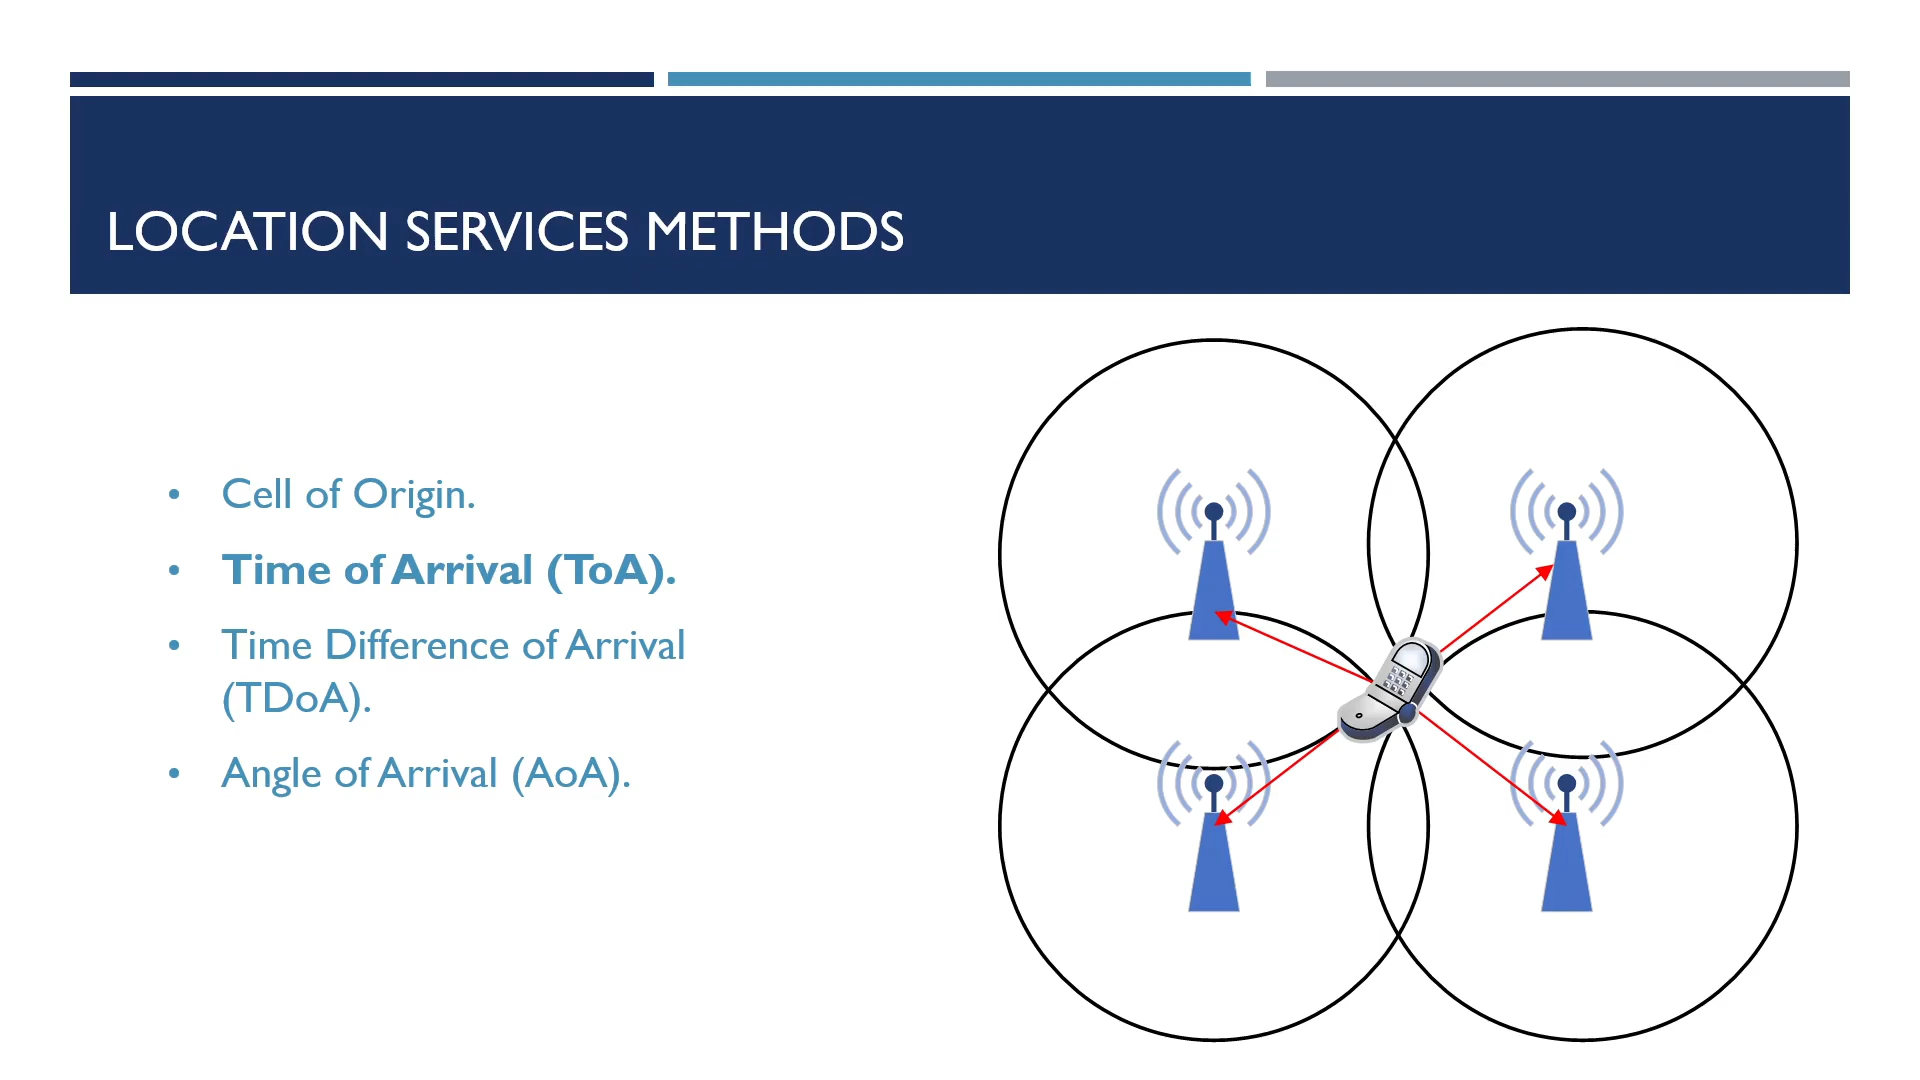 LOCATION SERVICES METHODS
• Cell of Origin.
• Time of Arrival (ToA).
• Time Difference of Arrival
(TDoA).
• Angle of Arrival (AoA).